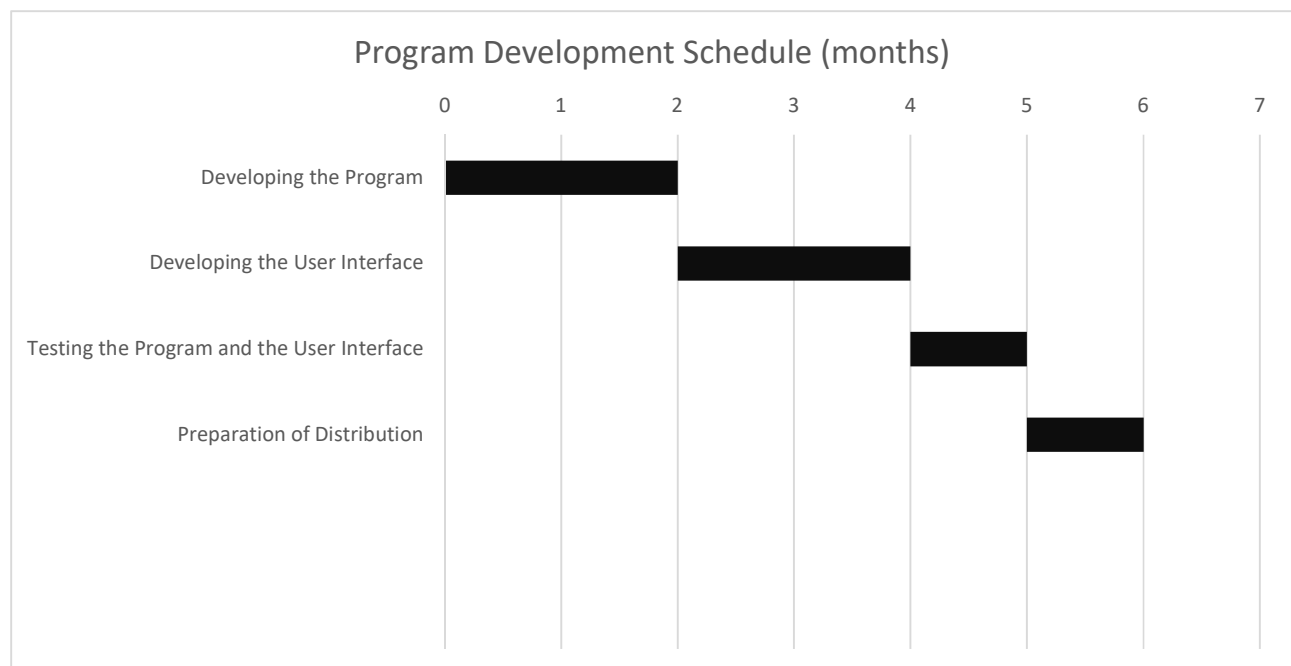 Program Development Schedule (months)
0 1 2 3 4 5 6 7
Developing the Program
Developing the User Interface
Testing the Program and the User Interface
Preparation of Distribution